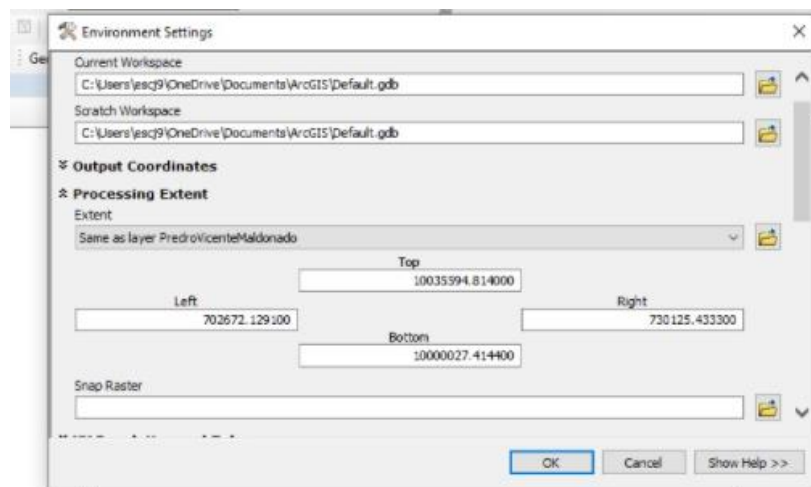 Environment Settings
Ge
Current Workspace
C:\Users\escj9\OneDrive\Documents\ArcGIS\Default.gdb
Scratch Workspace
C:\Users\escj9\OneDrive\Documents\ArcGIS\Default.gdb
Output Coordinates
Processing Extent
Extent
Same as layer PredroVicenteMaldonado
Top
10035594.814000
Left
Right
702672.129100
730125.433300
Bottom
10000027.414400
Snap Raster
OK
Cancel
Show Help >>